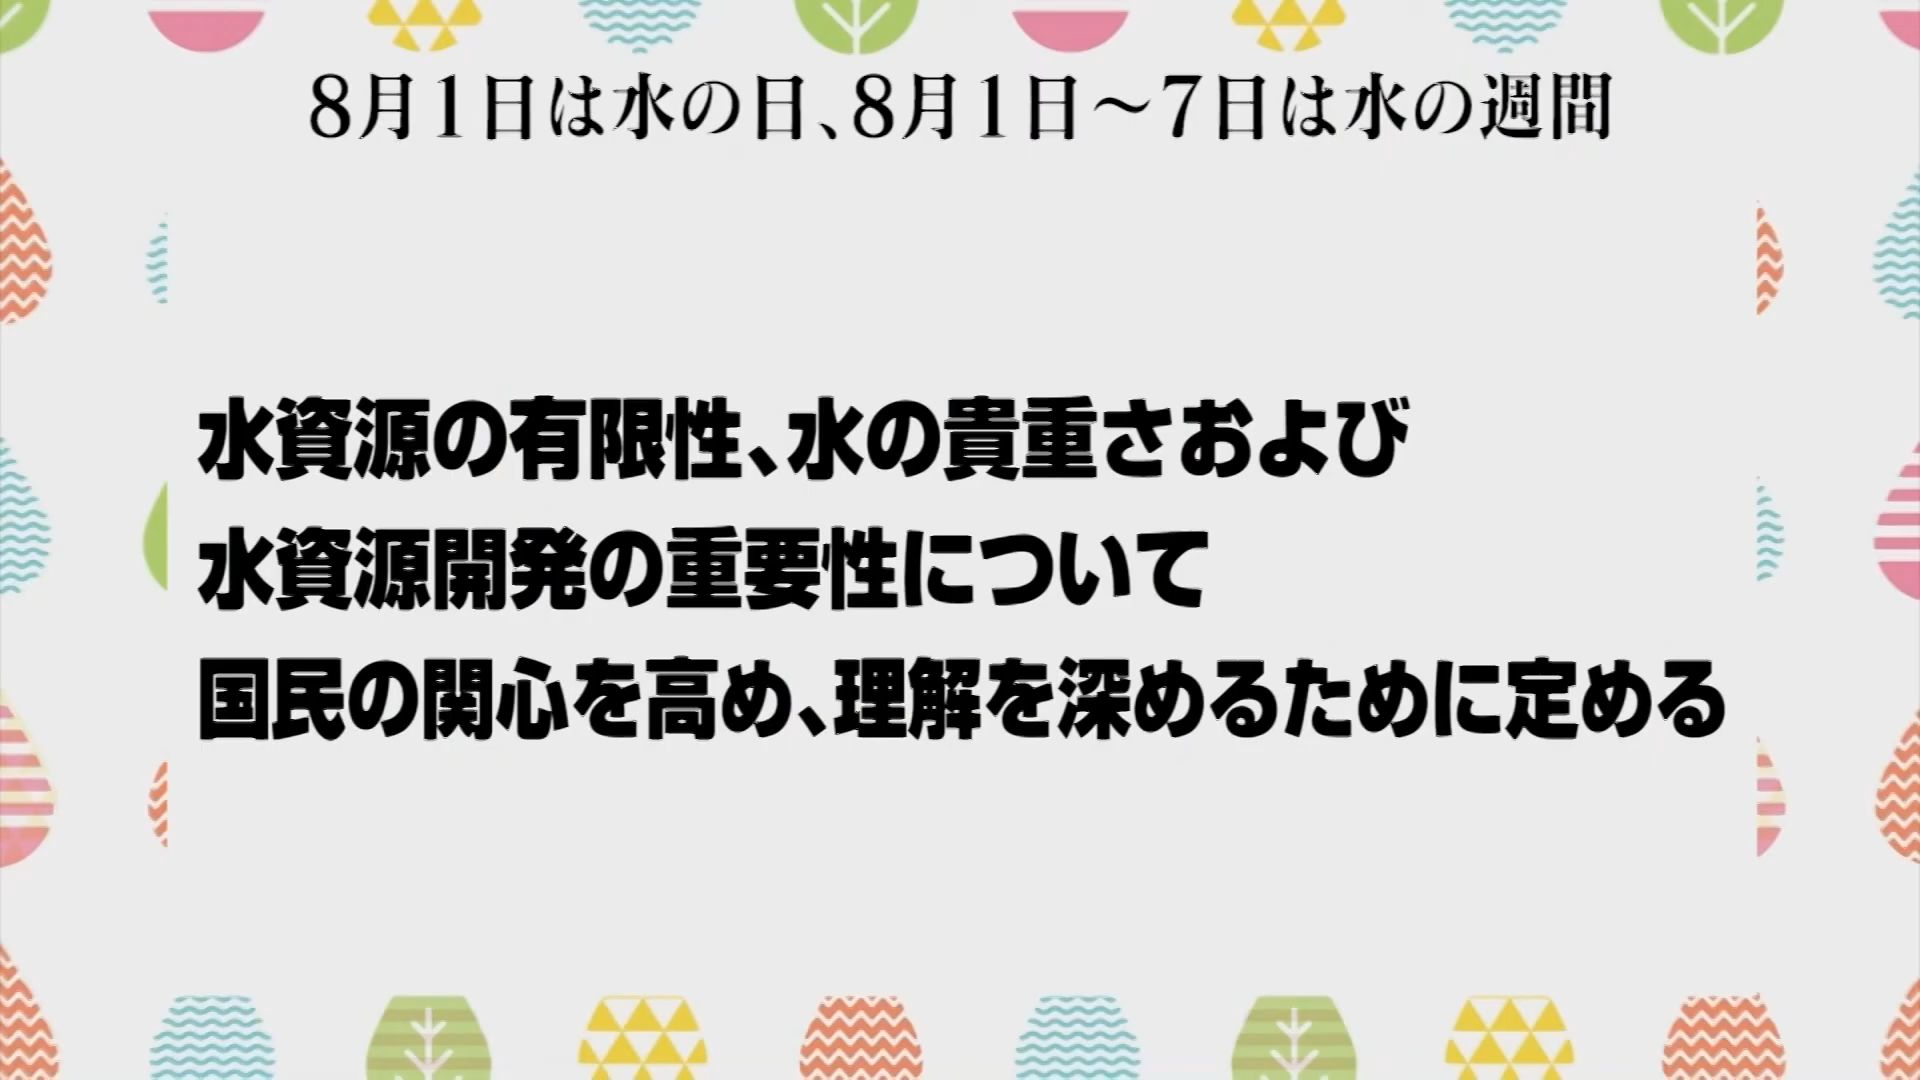 8月1日は水の日、8月1日〜7日は水の週間
水資源の有限性、水の貴重さおよび
水資源開発の重要性について
国民の関心を高め、理解を深めるために定める